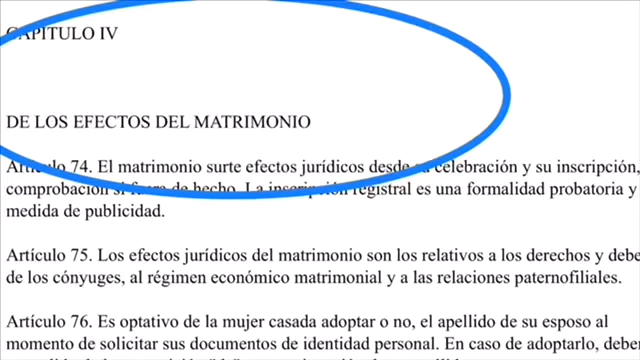 CAPITULO IV
DE LOS EFECTOS DEL MATRIMONIO
Artículo 74. El matrimonio surte efectos jurídicos desde su celebración y su inscripción,
comprobación si fuere de hecho. La inscripción registral es una formalidad probatoria y
medida de publicidad.
Artículo 75. Los efectos jurídicos del matrimonio son los relativos a los derechos y debe
de los cónyuges, al régimen económico matrimonial y a las relaciones paternofiliales.
Artículo 76. Es optativo de la mujer casada adoptar o no, el apellido de su esposo al
momento de solicitar sus documentos de identidad personal. En caso de adoptarlo, debe